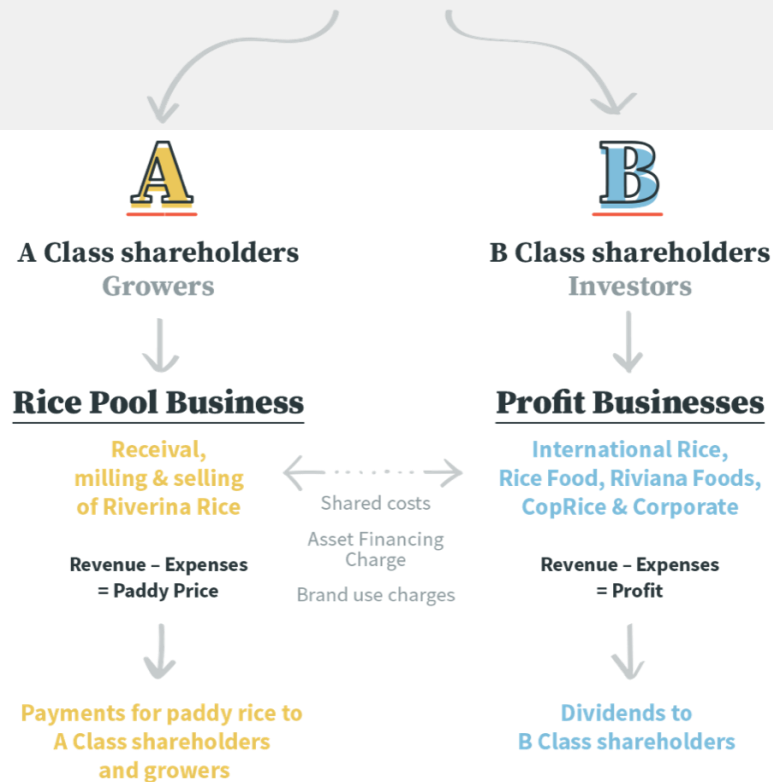 A
A Class shareholders
Growers
Rice Pool Business
Receival,
milling & selling
of Riverina Rice
Revenue – Expenses
= Paddy Price
Payments for paddy rice to
A Class shareholders
and growers
Shared costs
Asset Financing
Charge
Brand use charges
B
B Class shareholders
Investors
Profit Businesses
International Rice,
Rice Food, Riviana Foods,
CopRice & Corporate
Revenue – Expenses
= Profit
Dividends to
B Class shareholders